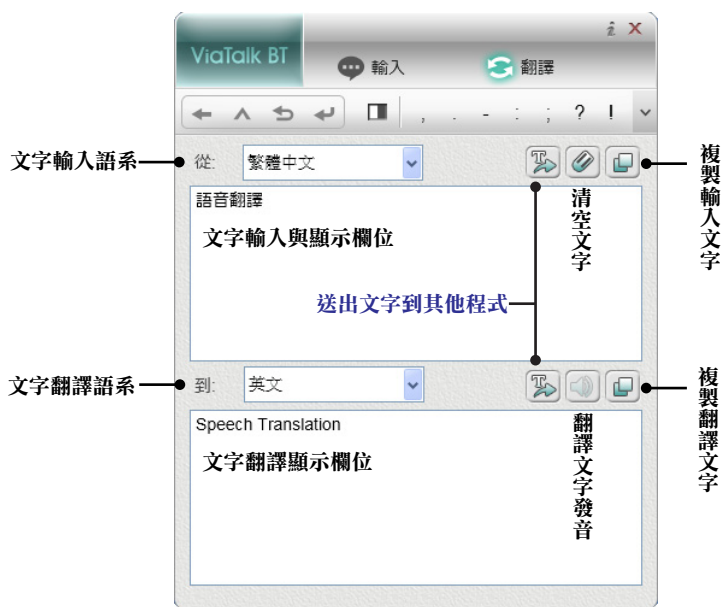 ViaTalk BT
輸入
翻譯
, . - : ; ? !
文字輸入語系
從:
繁體中文
複製輸入文字
語音翻譯
清空文字
文字輸入與顯示欄位
送出文字到其他程式
文字翻譯語系
到:
英文
複製翻譯文字
Speech Translation
翻譯文字發音
文字翻譯顯示欄位